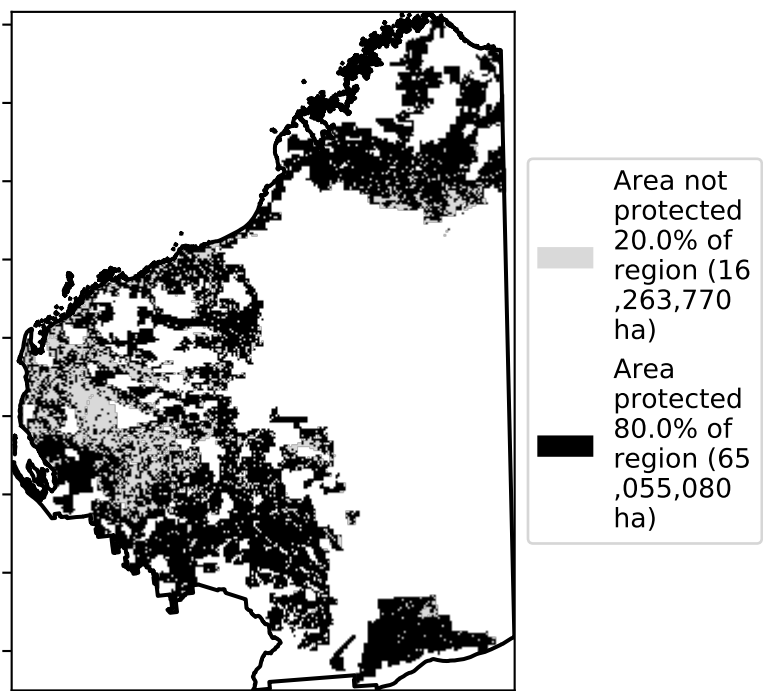 Area not
protected
20.0% of
region (16
,263,770
ha)
Area
protected
80.0% of
region (65
,055,080
ha)